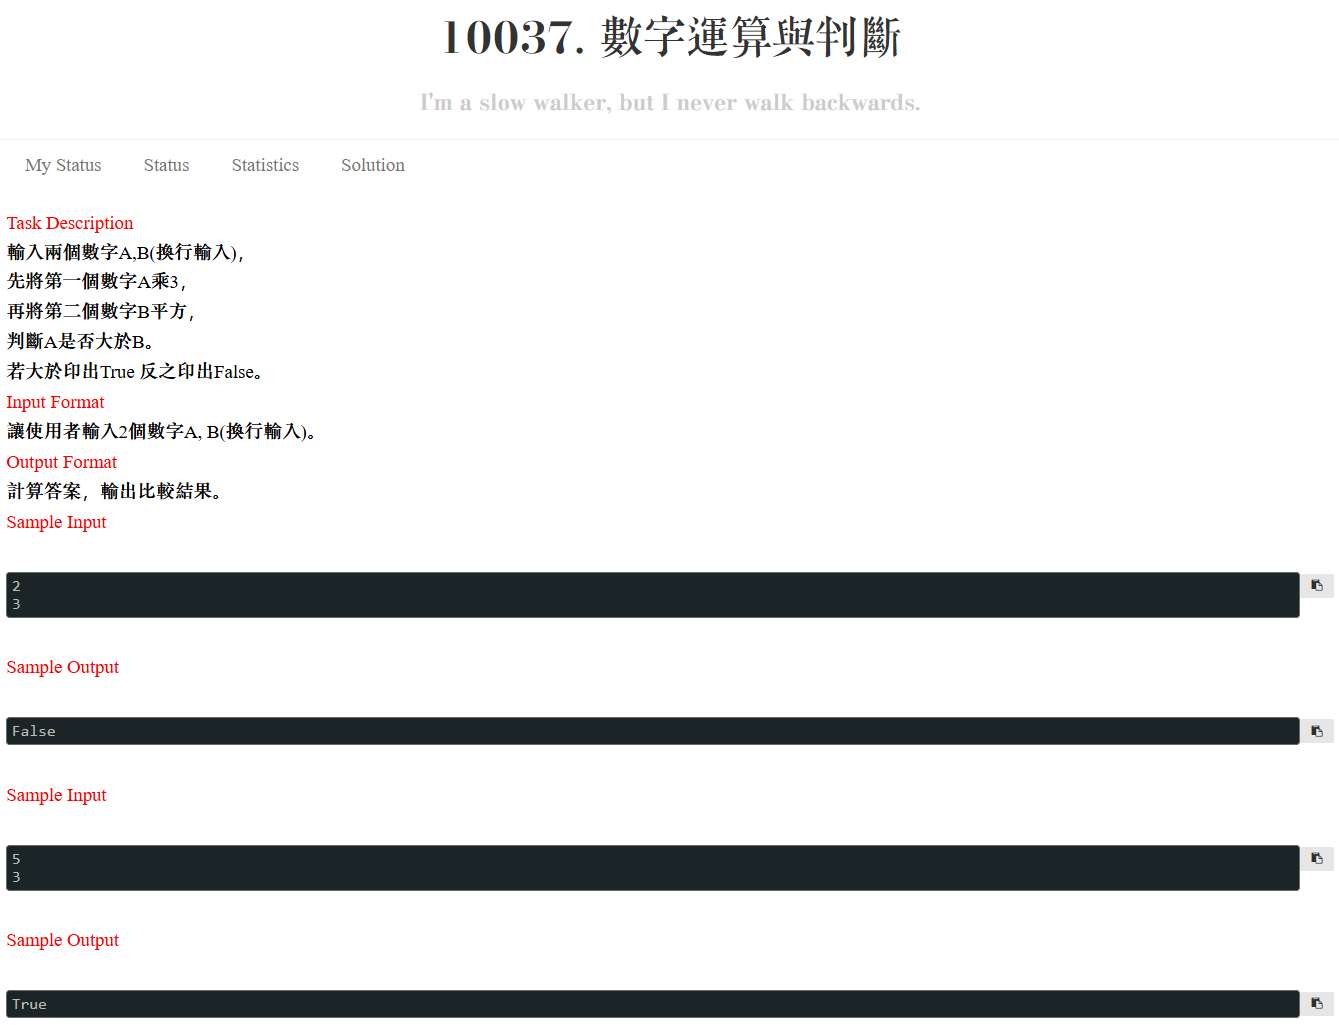 10037. 數字運算與判斷
I'm a slow walker, but I never walk backwards.
My Status Status Statistics Solution
Task Description
輸入兩個數字A,B(換行輸入)，
先將第一個數字A乘3，
再將第二個數字B平方，
判斷A是否大於B。
若大於印出True 反之印出False。
Input Format
讓使用者輸入2個數字A, B(換行輸入)。
Output Format
計算答案，輸出比較結果。
Sample Input
2
3
Sample Output
False
Sample Input
5
3
Sample Output
True